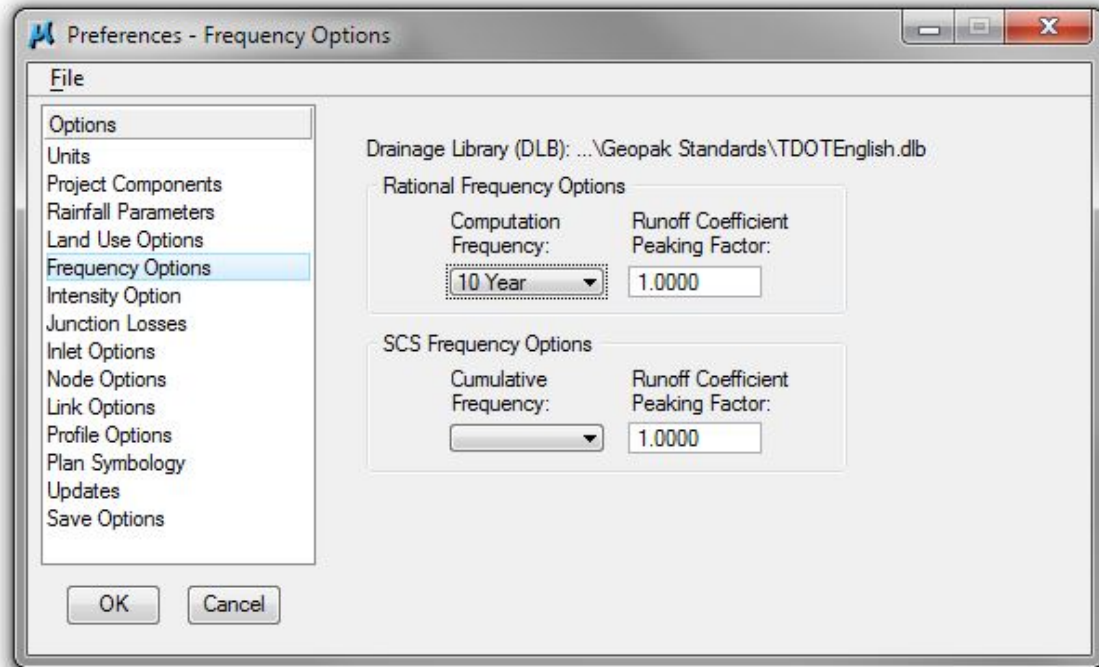 Preferences - Frequency Options
File
Options
Units
Project Components
Rainfall Parameters
Land Use Options
Frequency Options
Intensity Option
Junction Losses
Inlet Options
Node Options
Link Options
Profile Options
Plan Symbology
Updates
Save Options
OK Cancel
Drainage Library (DLB): ...\Geopak Standards\TDOTEnglish.dlb
Rational Frequency Options
Computation Runoff Coefficient
Frequency: Peaking Factor:
10 Year 1.0000
SCS Frequency Options
Cumulative Runoff Coefficient
Frequency: Peaking Factor:
1.0000